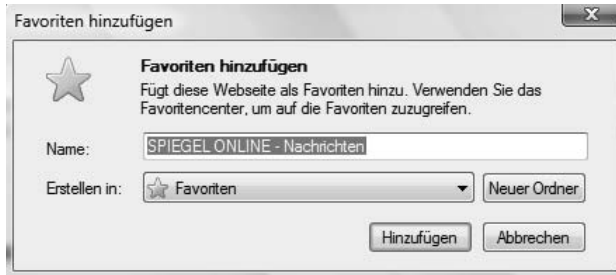 Favoriten hinzufügen
Favoriten hinzufügen
Fügt diese Webseite als Favoriten hinzu. Verwenden Sie das
Favoritencenter, um auf die Favoriten zuzugreifen.
Name: SPIEGEL ONLINE - Nachrichten
Erstellen in: Favoriten Neuer Ordner
Hinzufügen Abbrechen